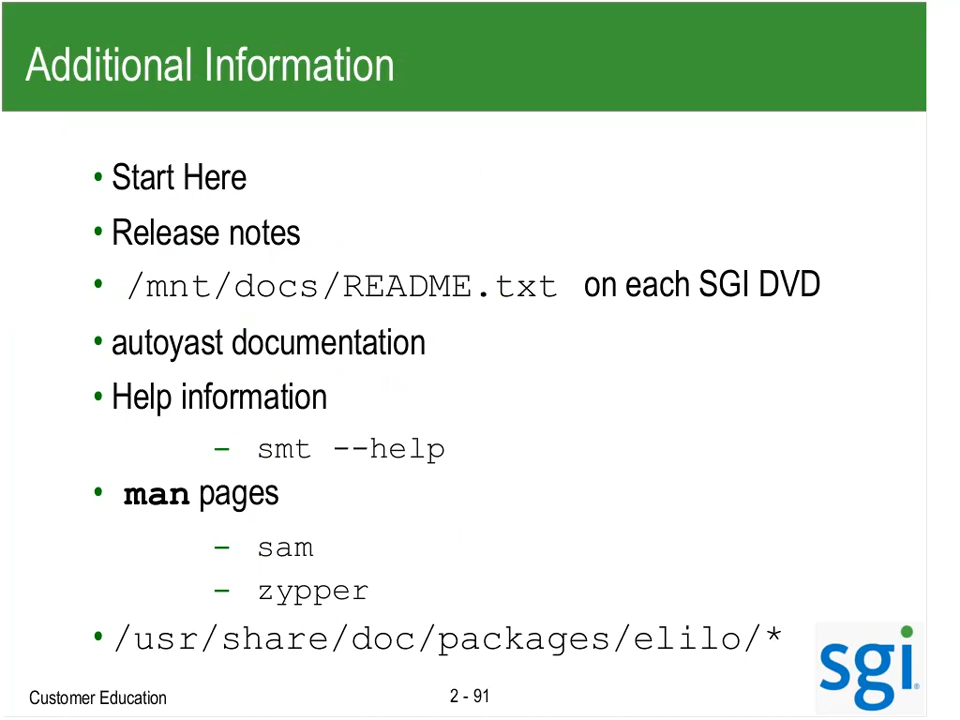 Additional Information
• Start Here
• Release notes
• /mnt/docs/README.txt on each SGI DVD
• autoyast documentation
• Help information
– smt --help
• man pages
– sam
– zypper
• /usr/share/doc/packages/elilo/*
sgi®
Customer Education
2 - 91